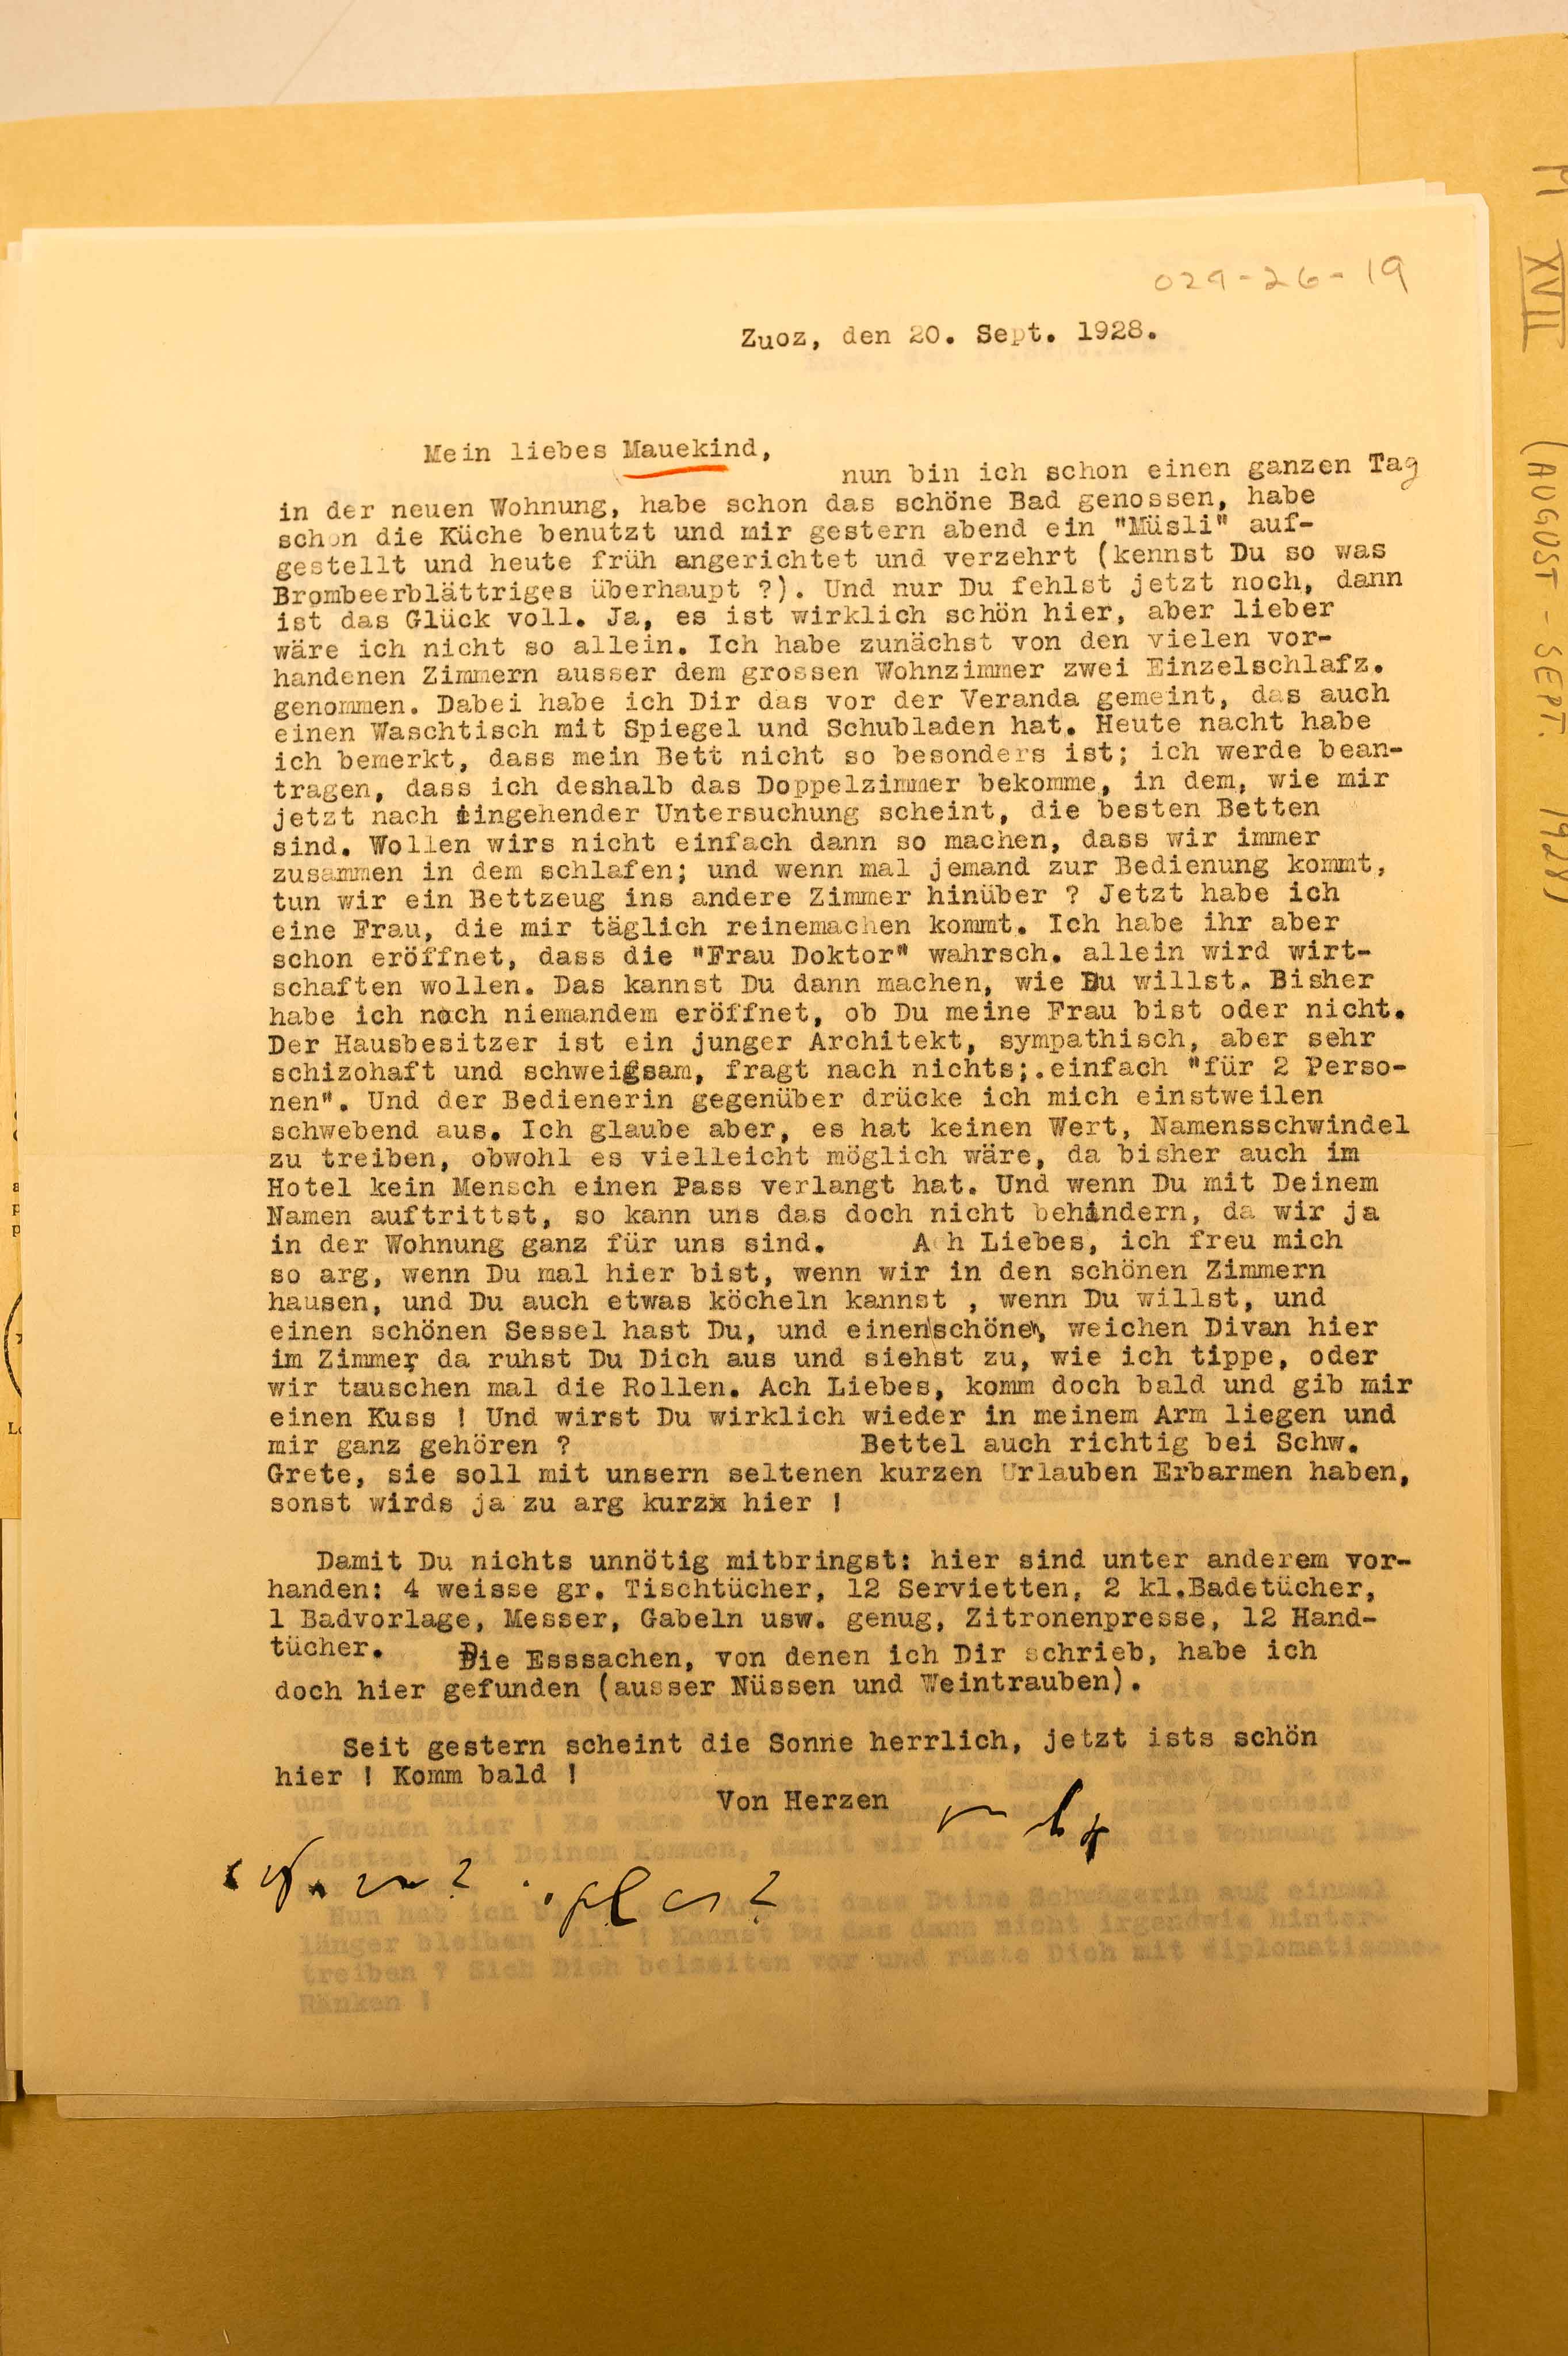 029-26-19
Zuoz, den 20. Sept. 1928.
Mein liebes Mauekind,
nun bin ich schon einen ganzen Tag
in der neuen Wohnung, habe schon das schöne Bad genossen, habe
schon die Küche benutzt und mir gestern abend ein "Müsli" auf-
gestellt und heute früh angerichtet und verzehrt (kennst Du so was
Brombeerblättriges überhaupt ?). Und nur Du fehlst jetzt noch, dann
ist das Glück voll. Ja, es ist wirklich schön hier, aber lieber
wäre ich nicht so allein. Ich habe zunächst von den vielen vor-
handenen Zimmern ausser dem grossen Wohnzimmer zwei Einzelschlafz.
genommen. Dabei habe ich Dir das vor der Veranda gemeint, das auch
einen Waschtisch mit Spiegel und Schubladen hat. Heute nacht habe
ich bemerkt, dass mein Bett nicht so besonders ist; ich werde bean-
tragen, dass ich deshalb das Doppelzimmer bekomme, in dem, wie mir
jetzt nach eingehender Untersuchung scheint, die besten Betten
sind. Wollen wirs nicht einfach dann so machen, dass wir immer
zusammen in dem schlafen; und wenn mal jemand zur Bedienung kommt,
tun wir ein Bettzeug ins andere Zimmer hinüber ? Jetzt habe ich
eine Frau, die mir täglich reinemachen kommt. Ich habe ihr aber
schon eröffnet, dass die "Frau Doktor" wahrsch. allein wird wirt-
schaften wollen. Das kannst Du dann machen, wie Du willst. Bisher
habe ich noch niemandem eröffnet, ob Du meine Frau bist oder nicht.
Der Hausbesitzer ist ein junger Architekt, sympathisch, aber sehr
schizohaft und schweigsam, fragt nach nichts;.einfach "für 2 Perso-
nen". Und der Bedienerin gegenüber drücke ich mich einstweilen
schwebend aus. Ich glaube aber, es hat keinen Wert, Namensschwindel
zu treiben, obwohl es vielleicht möglich wäre, da bisher auch im
Hotel kein Mensch einen Pass verlangt hat. Und wenn Du mit Deinem
Namen auftrittst, so kann uns das doch nicht behindern, da wir ja
in der Wohnung ganz für uns sind. Ach Liebes, ich freu mich
so arg, wenn Du mal hier bist, wenn wir in den schönen Zimmern
hausen, und Du auch etwas köcheln kannst , wenn Du willst, und
einen schönen Sessel hast Du, und einen schönen, weichen Divan hier
im Zimmer, da ruhst Du Dich aus und siehst zu, wie ich tippe, oder
wir tauschen mal die Rollen. Ach Liebes, komm doch bald und gib mir
einen Kuss ! Und wirst Du wirklich wieder in meinem Arm liegen und
mir ganz gehören ? Bettel auch richtig bei Schw.
Grete, sie soll mit unsern seltenen kurzen Urlauben Erbarmen haben,
sonst wirds ja zu arg kurzx hier !
Damit Du nichts unnötig mitbringst: hier sind unter anderem vor-
handen: 4 weisse gr. Tischtücher, 12 Servietten, 2 kl.Badetücher,
1 Badvorlage, Messer, Gabeln usw. genug, Zitronenpresse, 12 Hand-
tücher. Die Esssachen, von denen ich Dir schrieb, habe ich
doch hier gefunden (ausser Nüssen und Weintrauben).
Seit gestern scheint die Sonne herrlich, jetzt ists schön
hier ! Komm bald !
Von Herzen
XVII (AUGUST - SEPT. 1928)